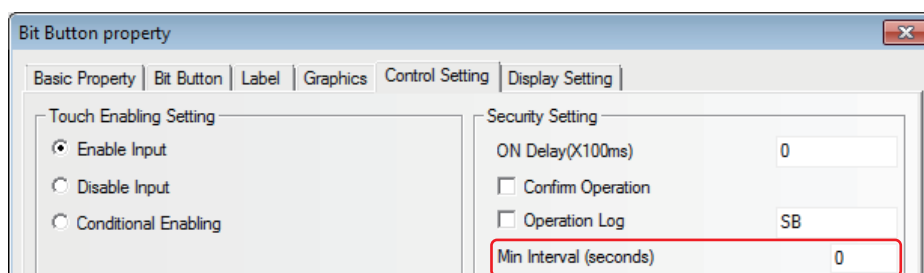 Bit Button property
Basic Property Bit Button Label Graphics Control Setting Display Setting
Touch Enabling Setting
Enable Input
Disable Input
Conditional Enabling
Security Setting
ON Delay(X100ms) 0
Confirm Operation
Operation Log SB
Min Interval (seconds) 0